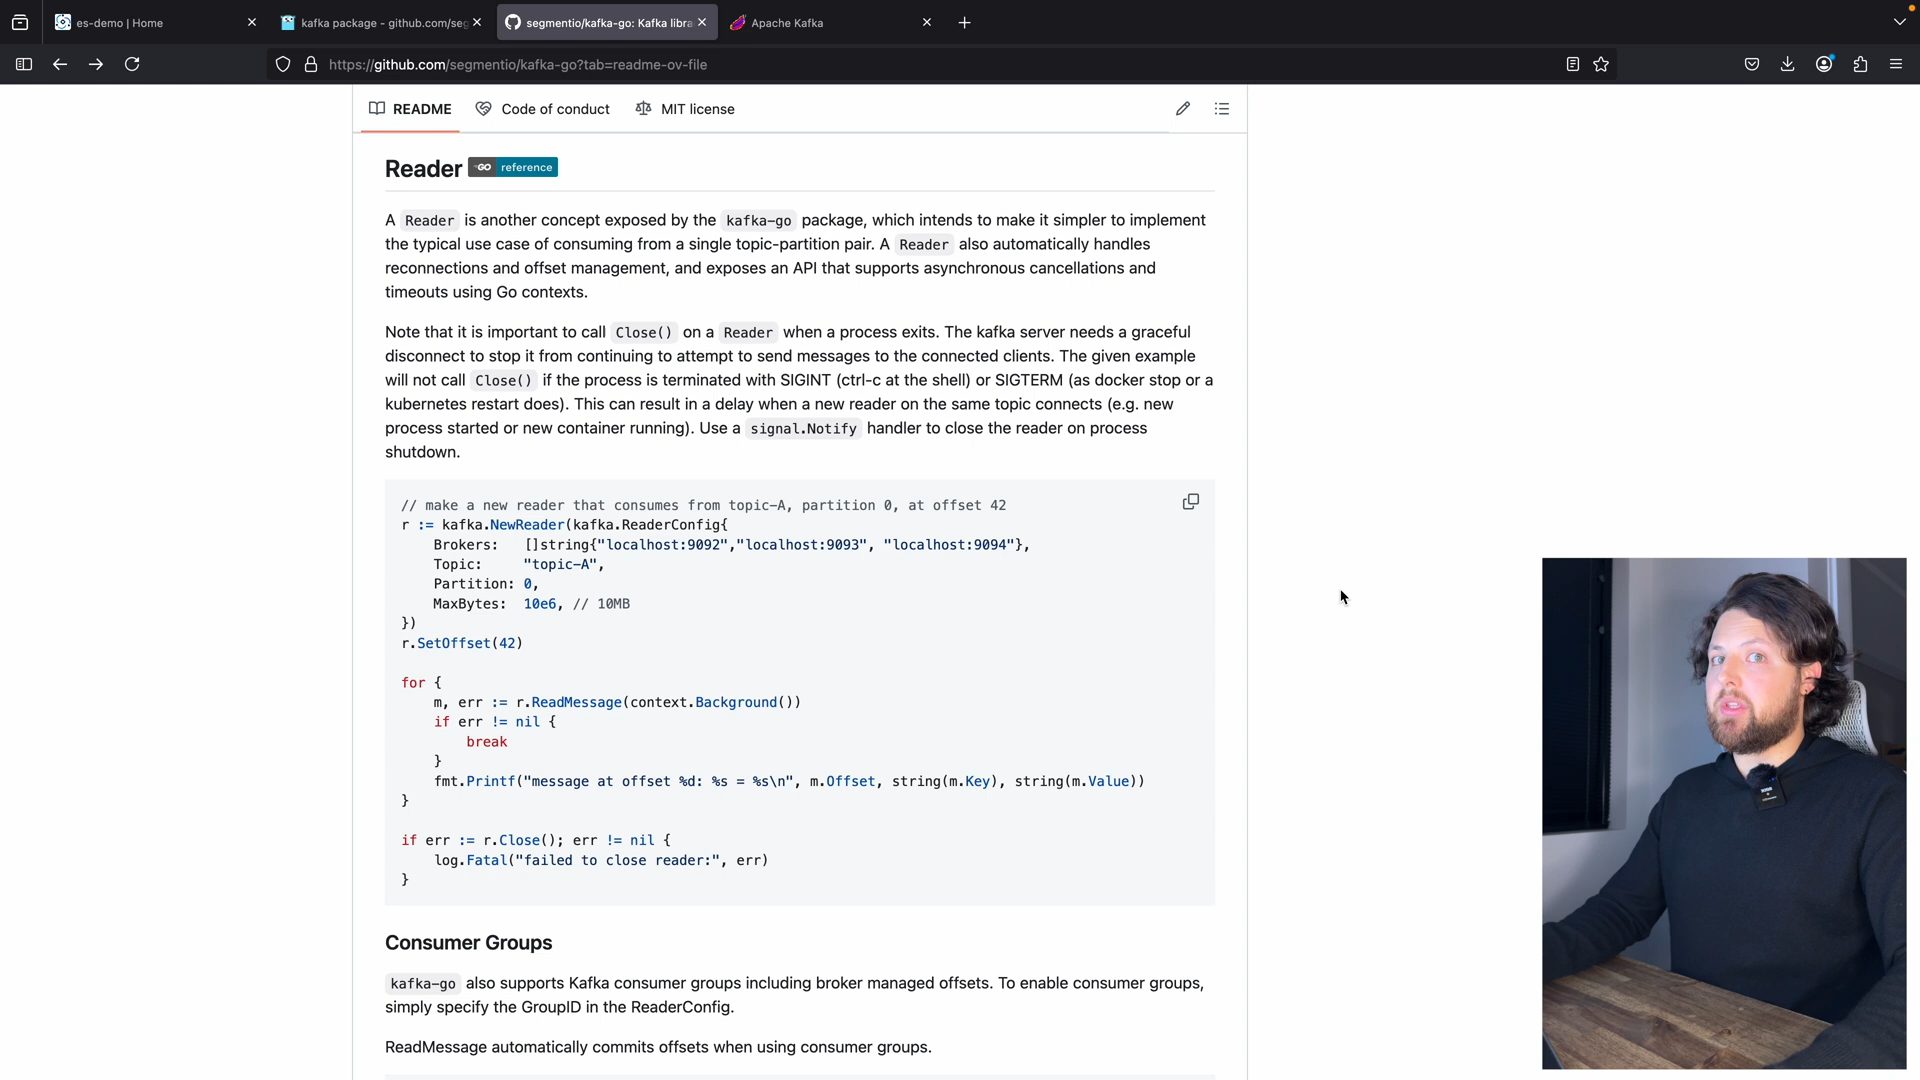 es-demo | Home
kafka package - github.com/seg
segmentio/kafka-go: Kafka libra
Apache Kafka
https://github.com/segmentio/kafka-go?tab=readme-ov-file
README
Code of conduct
MIT license
Reader
GO reference
A Reader is another concept exposed by the kafka-go package, which intends to make it simpler to implement
the typical use case of consuming from a single topic-partition pair. A Reader also automatically handles
reconnections and offset management, and exposes an API that supports asynchronous cancellations and
timeouts using Go contexts.
Note that it is important to call Close() on a Reader when a process exits. The kafka server needs a graceful
disconnect to stop it from continuing to attempt to send messages to the connected clients. The given example
will not call Close() if the process is terminated with SIGINT (ctrl-c at the shell) or SIGTERM (as docker stop or a
kubernetes restart does). This can result in a delay when a new reader on the same topic connects (e.g. new
process started or new container running). Use a signal.Notify handler to close the reader on process
shutdown.
// make a new reader that consumes from topic-A, partition 0, at offset 42
r := kafka.NewReader(kafka.ReaderConfig{
    Brokers:   []string{"localhost:9092","localhost:9093", "localhost:9094"},
    Topic:     "topic-A",
    Partition: 0,
    MaxBytes:  10e6, // 10MB
})
r.SetOffset(42)
for {
    m, err := r.ReadMessage(context.Background())
    if err != nil {
        break
    }
    fmt.Printf("message at offset %d: %s = %s\n", m.Offset, string(m.Key), string(m.Value))
}
if err := r.Close(); err != nil {
    log.Fatal("failed to close reader:", err)
}
Consumer Groups
kafka-go also supports Kafka consumer groups including broker managed offsets. To enable consumer groups,
simply specify the GroupID in the ReaderConfig.
ReadMessage automatically commits offsets when using consumer groups.